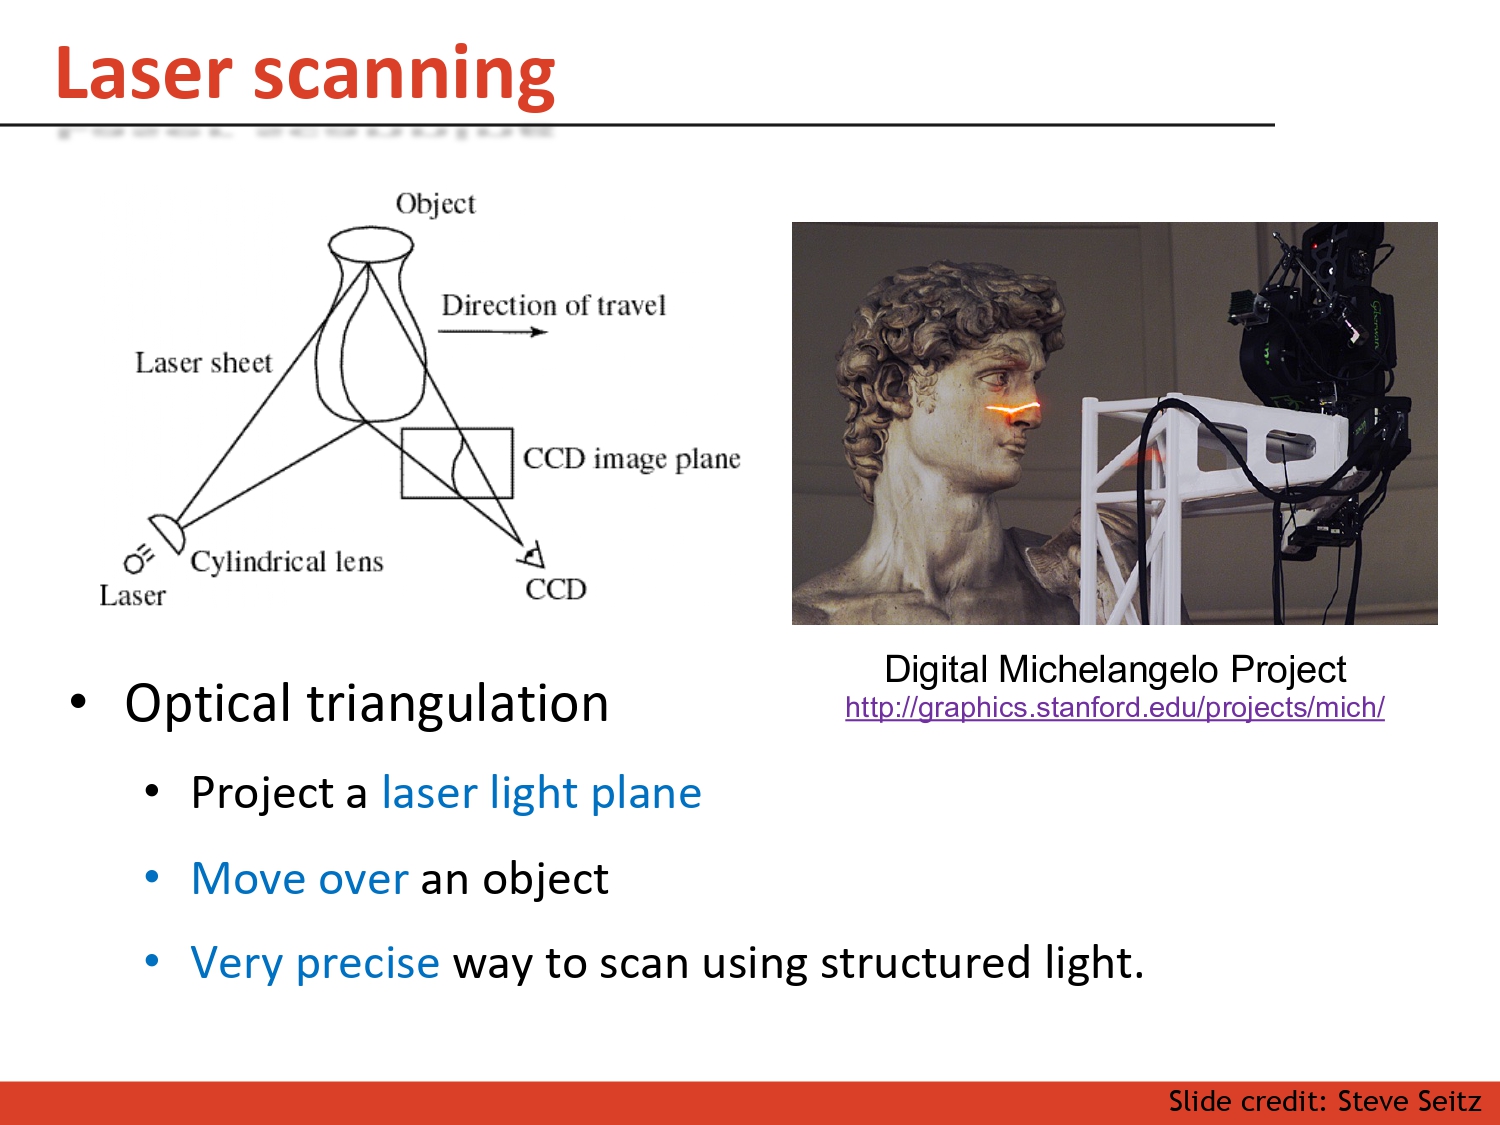 Laser scanning
Object
Direction of travel
Laser sheet
CCD image plane
Cylindrical lens
Laser
CCD
Digital Michelangelo Project
http://graphics.stanford.edu/projects/mich/
• Optical triangulation
• Project a laser light plane
• Move over an object
• Very precise way to scan using structured light.
Slide credit: Steve Seitz